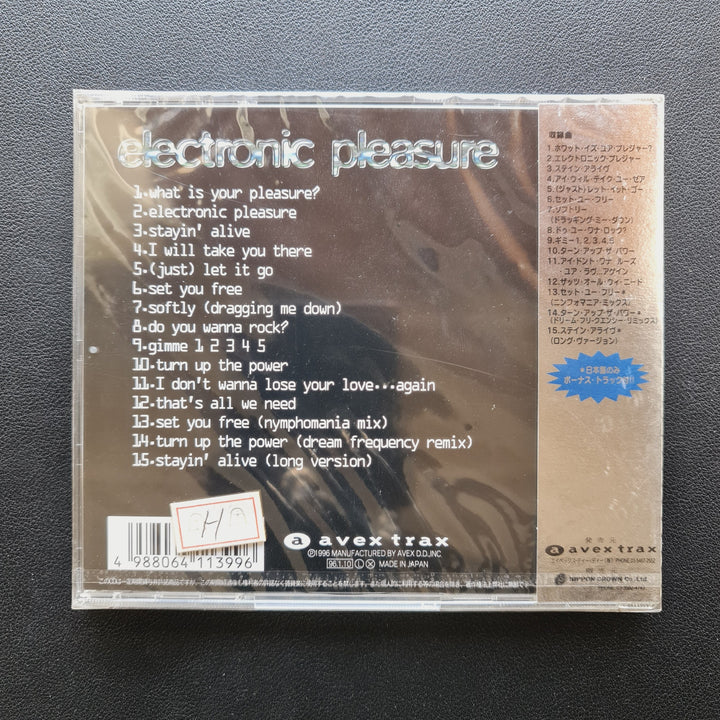 electronic pleasure
1.what is your pleasure?
2.electronic pleasure
3.stayin' alive
4.I will take you there
5.(just) let it go
6.set you free
7.softly (dragging me down)
8.do you wanna rock?
9.gimme 1 2 3 4 5
10.turn up the power
11.I don't wanna lose your love...again
12.that's all we need
13.set you free (nymphomania mix)
14.turn up the power (dream frequency remix)
15.stayin' alive (long version)
H
4 988064 113996
a avex trax
Ⓟ1996 MANUFACTURED BY AVEX D.D.,INC.
96.1.10 L X MADE IN JAPAN
収録曲
1.ホワット・イズ・ユア・プレジャー?
2.エレクトロニック・プレジャー
3.ステイン・アライヴ
4.アイ・ウィル・テイク・ユー・ゼア
5.(ジャスト)レット・イット・ゴー
6.セット・ユー・フリー
7.ソフトリー
(ドラッギング・ミー・ダウン)
8.ドゥ・ユー・ワナ・ロック?
9.ギミー1,2,3,4,5
10.ターン・アップ・ザ・パワー
11.アイ・ドント・ワナ・ルーズ
ユア・ラヴ…アゲイン
12.ザッツ・オール・ウィ・ニード
13.セット・ユー・フリー*
(ニンフォマニア・ミックス)
14.ターン・アップ・ザ・パワー*
(ドリーム・フリークエンシー・リミックス)
15.ステイン・アライヴ*
(ロング・ヴァージョン)
*日本盤のみ
ボーナス・トラック付!!
発売元
a avex trax
NIPPON CROWN Co.,Ltd.